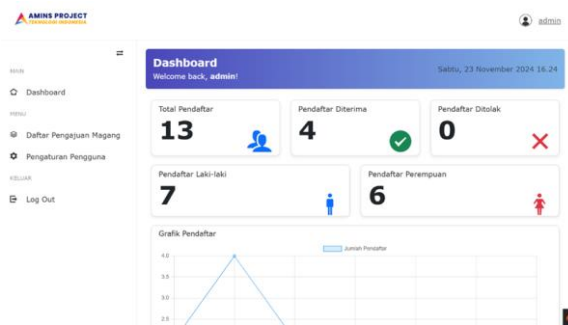 AMINS PROJECT
TEKNOLOGI INDONESIA
admin
MAIN
Dashboard
MENU
Daftar Pengajuan Magang
Pengaturan Pengguna
KELUAR
Log Out
Dashboard
Welcome back, admin!
Sabtu, 23 November 2024 16.24
Total Pendaftar
13
Pendaftar Diterima
4
Pendaftar Ditolak
0
Pendaftar Laki-laki
7
Pendaftar Perempuan
6
Grafik Pendaftar
Jumlah Pendaftar
4.0
3.5
3.0
2.5